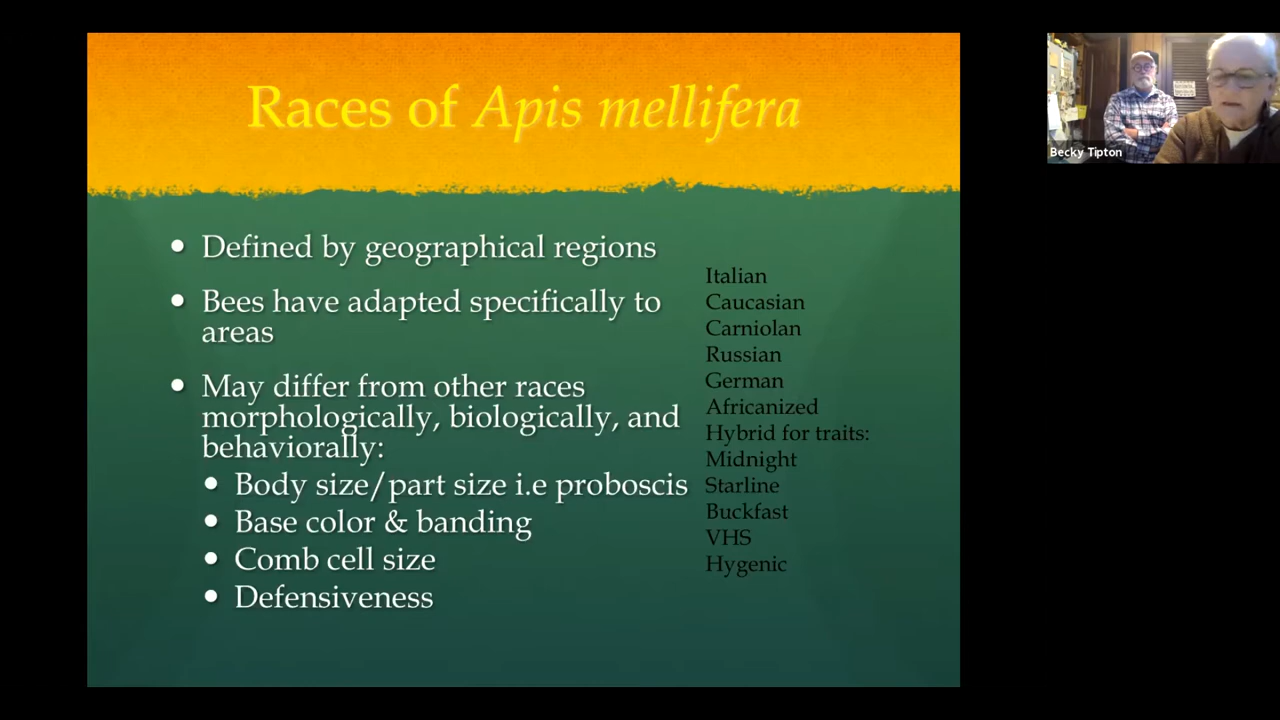 Races of Apis mellifera
• Defined by geographical regions
• Bees have adapted specifically to
areas
• May differ from other races
morphologically, biologically, and
behaviorally:
• Body size/part size i.e proboscis
• Base color & banding
• Comb cell size
• Defensiveness
Italian
Caucasian
Carniolan
Russian
German
Africanized
Hybrid for traits:
Midnight
Starline
Buckfast
VHS
Hygenic
Becky Tipton